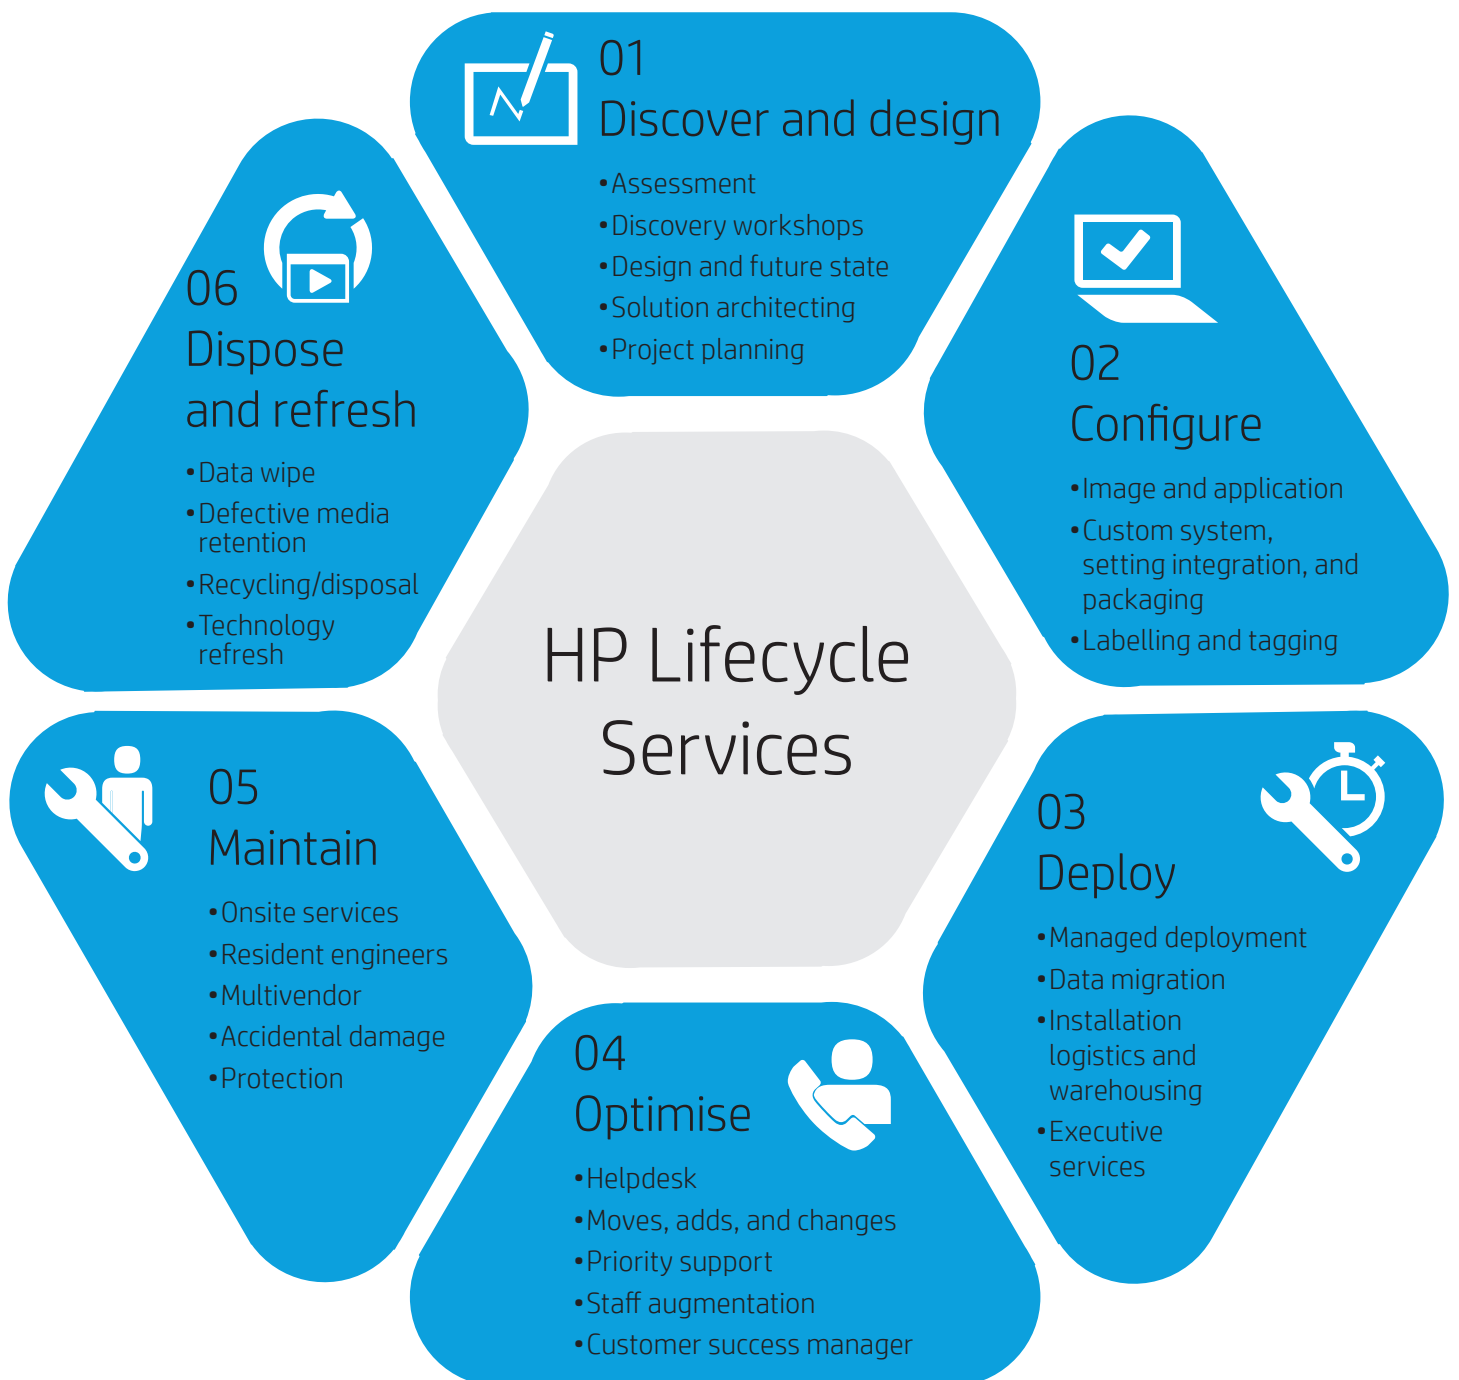 01
Discover and design
•Assessment
•Discovery workshops
•Design and future state
•Solution architecting
•Project planning
02
Configure
•Image and application
•Custom system,
setting integration, and
packaging
•Labelling and tagging
03
Deploy
•Managed deployment
•Data migration
•Installation
logistics and
warehousing
•Executive
services
04
Optimise
•Helpdesk
•Moves, adds, and changes
•Priority support
•Staff augmentation
•Customer success manager
05
Maintain
•Onsite services
•Resident engineers
•Multivendor
•Accidental damage
•Protection
06
Dispose
and refresh
•Data wipe
•Defective media
retention
•Recycling/disposal
•Technology
refresh
HP Lifecycle
Services